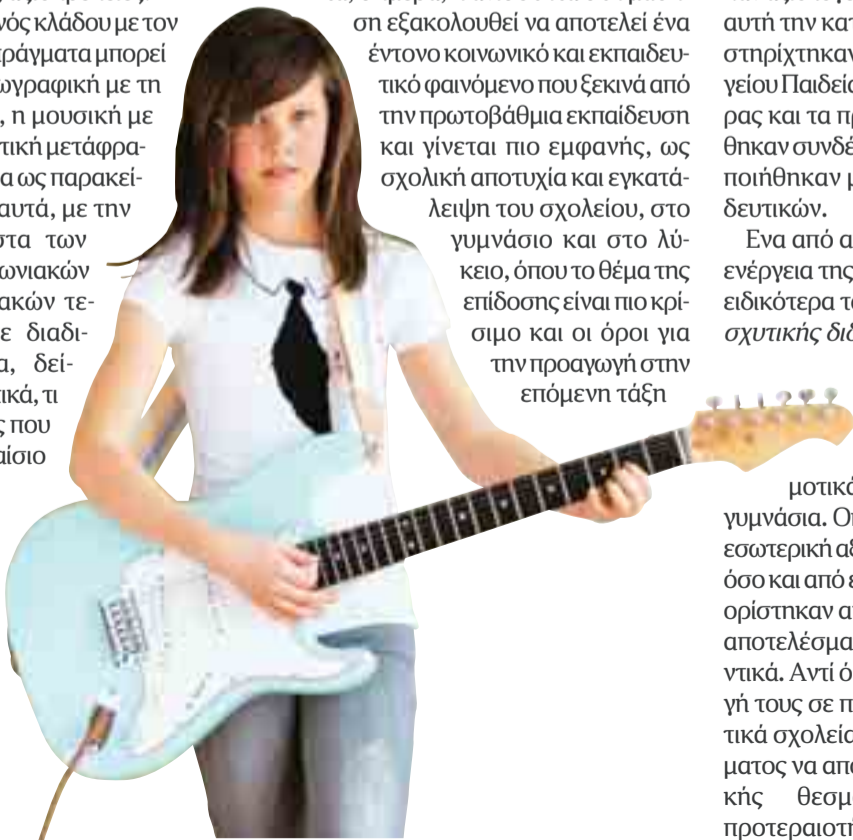 νός κλάδου με τον
πράγματα μπορεί
ωγραφική με τη
, η μουσική με
τική μετάφρα-
α ως παρακεί-
αυτά, με την
στα των
ωνιακών
ακών τε-
ε διαδι-
α, δεί-
ικά, τι
ς που
αίσιο
ση εξακολουθεί να αποτελεί ένα
έντονο κοινωνικό και εκπαιδευ-
τικό φαινόμενο που ξεκινά από
την πρωτοβάθμια εκπαίδευση
και γίνεται πιο εμφανής, ως
σχολική αποτυχία και εγκατά-
λειψη του σχολείου, στο
γυμνάσιο και στο λύ-
κειο, όπου το θέμα της
επίδοσης είναι πιο κρί-
σιμο και οι όροι για
την προαγωγή στην
επόμενη τάξη
αυτή την κατ
στηρίχτηκαν
γείου Παιδεία
ρας και τα πρ
θηκαν συνδέ
ποιήθηκαν μ
δευτικών.
Ενα από α
ενέργεια της
ειδικότερα το
σχυτικής διδ
μοτικά
γυμνάσια. Οι
εσωτερική αξ
όσο και από ε
ορίστηκαν απ
αποτελέσμα
ντικά. Αντί ό
γή τους σε π
τικά σχολεία
ματος να απο
κής θεσμο
προτεραιοτή